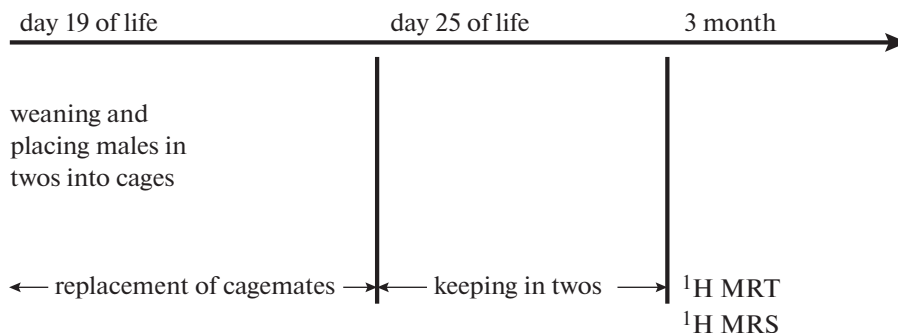 day 19 of life
day 25 of life
3 month
weaning and
placing males in
twos into cages
replacement of cagemates
keeping in twos
¹H MRT
¹H MRS